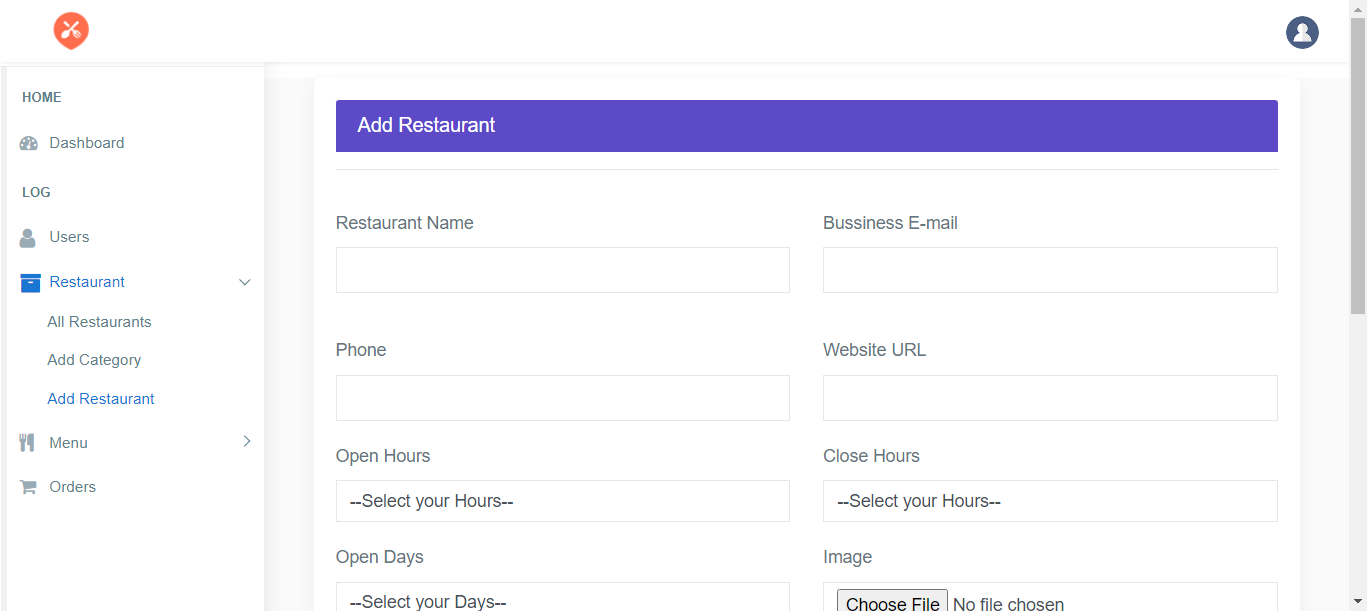 HOME
Dashboard
LOG
Users
Restaurant
All Restaurants
Add Category
Add Restaurant
Menu
Orders
Add Restaurant
Restaurant Name
Bussiness E-mail
Phone
Website URL
Open Hours
Close Hours
--Select your Hours--
--Select your Hours--
Open Days
Image
--Select your Days--
Choose File No file chosen